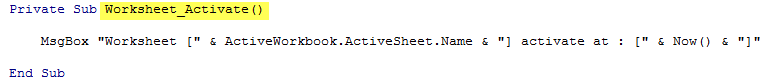 Private Sub Worksheet_Activate()
MsgBox "Worksheet [" & ActiveWorkbook.ActiveSheet.Name & "] activate at : [" & Now() & "]"
End Sub